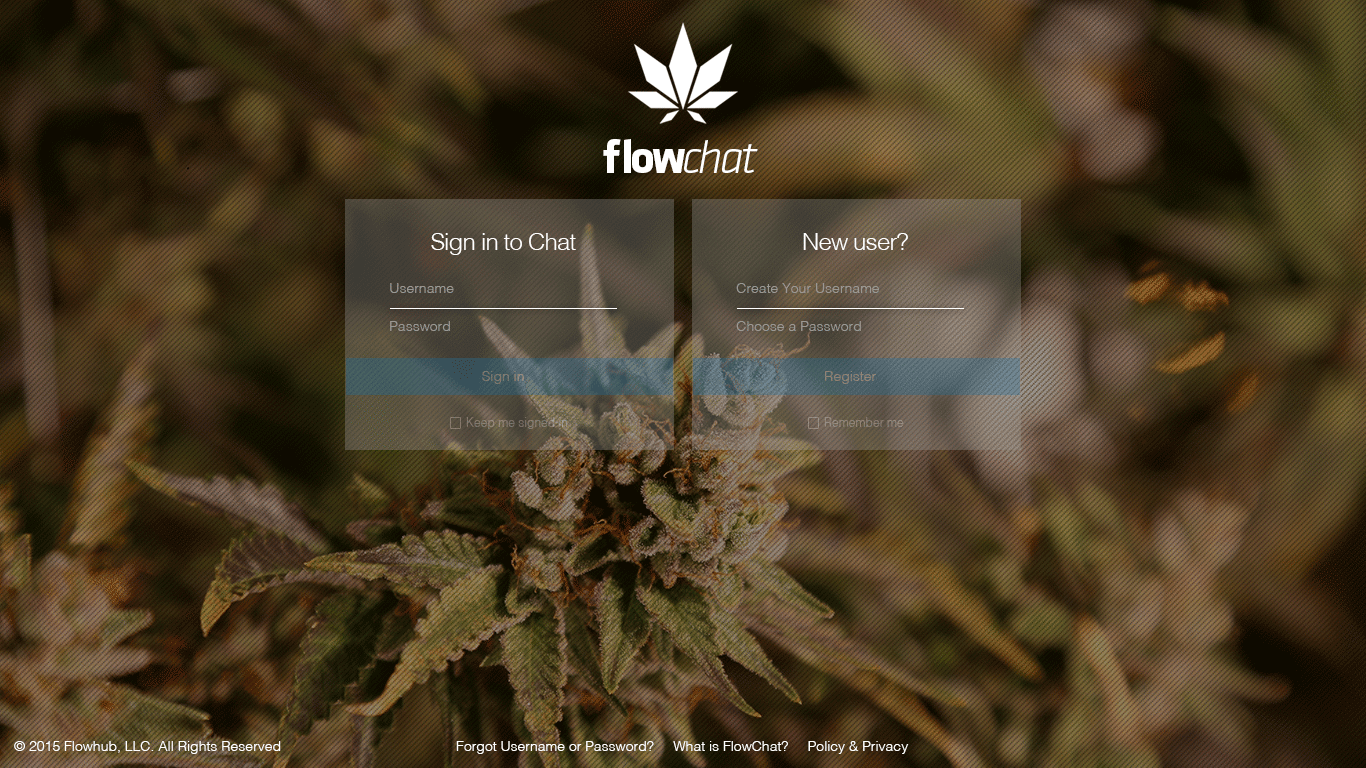 flowchat
Sign in to Chat
Username
Password
Sign in
Keep me signed in
New user?
Create Your Username
Choose a Password
Register
Remember me
© 2015 Flowhub, LLC. All Rights Reserved
Forgot Username or Password?
What is FlowChat?
Policy & Privacy